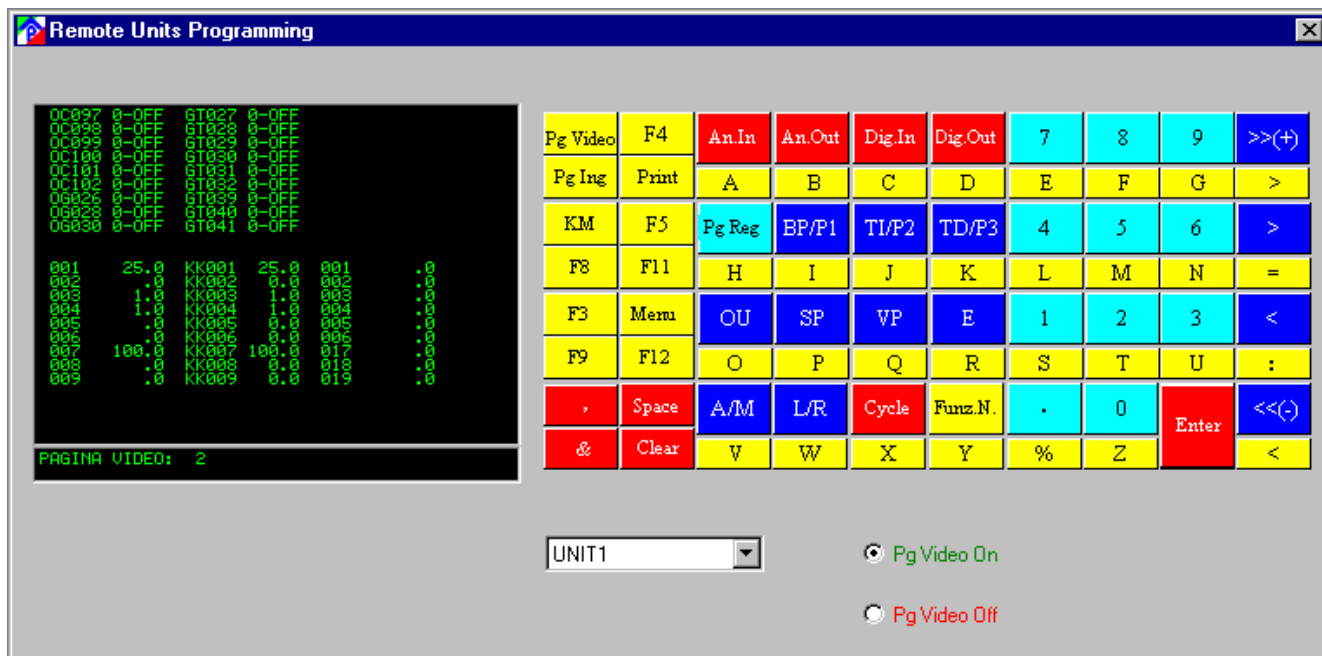 Remote Units Programming
OC097 0-OFF GT027 0-OFF
OC098 0-OFF GT028 0-OFF
OC099 0-OFF GT029 0-OFF
OC100 0-OFF GT030 0-OFF
OC101 0-OFF GT031 0-OFF
OC102 0-OFF GT032 0-OFF
OG026 0-OFF GT039 0-OFF
OG028 0-OFF GT040 0-OFF
OG030 0-OFF GT041 0-OFF
001 25.0 KK001 25.0 001 .0
002 .0 KK002 0.0 002 .0
003 1.0 KK003 1.0 003 .0
004 1.0 KK004 1.0 004 .0
005 .0 KK005 0.0 005 .0
006 .0 KK006 0.0 006 .0
007 100.0 KK007 100.0 017 .0
008 .0 KK008 0.0 018 .0
009 .0 KK009 0.0 019 .0
PAGINA VIDEO: 2
Pg Video F4 An.In An.Out Dig.In Dig.Out 7 8 9 >>(+)
Pg Ing Print A B C D E F G >
KM F5 Pg Reg BP/P1 TI/P2 TD/P3 4 5 6 >
F8 F11 H I J K L M N =
F3 Menu OU SP VP E 1 2 3 <
F9 F12 O P Q R S T U :
, Space A/M L/R Cycle Funz.N. . 0 Enter <<(-)
& Clear V W X Y % Z <
UNIT1
Pg Video On
Pg Video Off